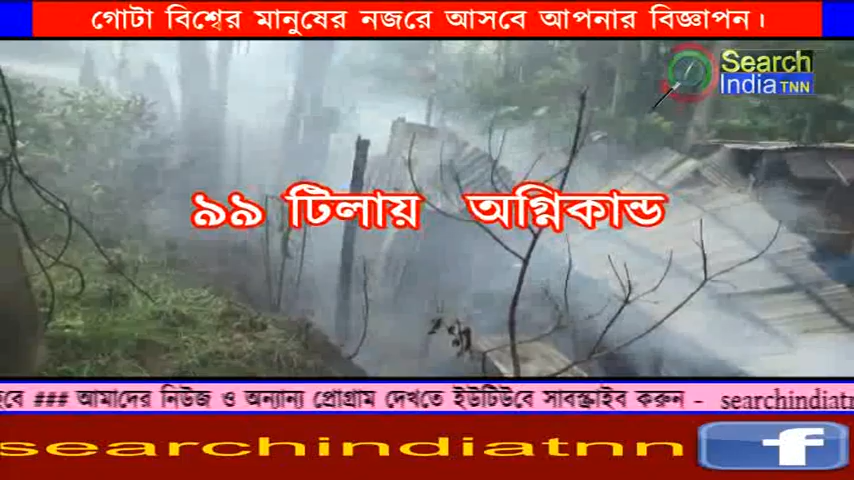 গোটা বিশ্বের মানুষের নজরে আসবে আপনার বিজ্ঞাপন।
Search
India TNN
৯৯ টিলায় অগ্নিকান্ড
### আমাদের নিউজ ও অন্যান্য প্রোগ্রাম দেখতে ইউটিউবে সাবস্ক্রাইব করুন - searchindiatn
searchindiatnn f